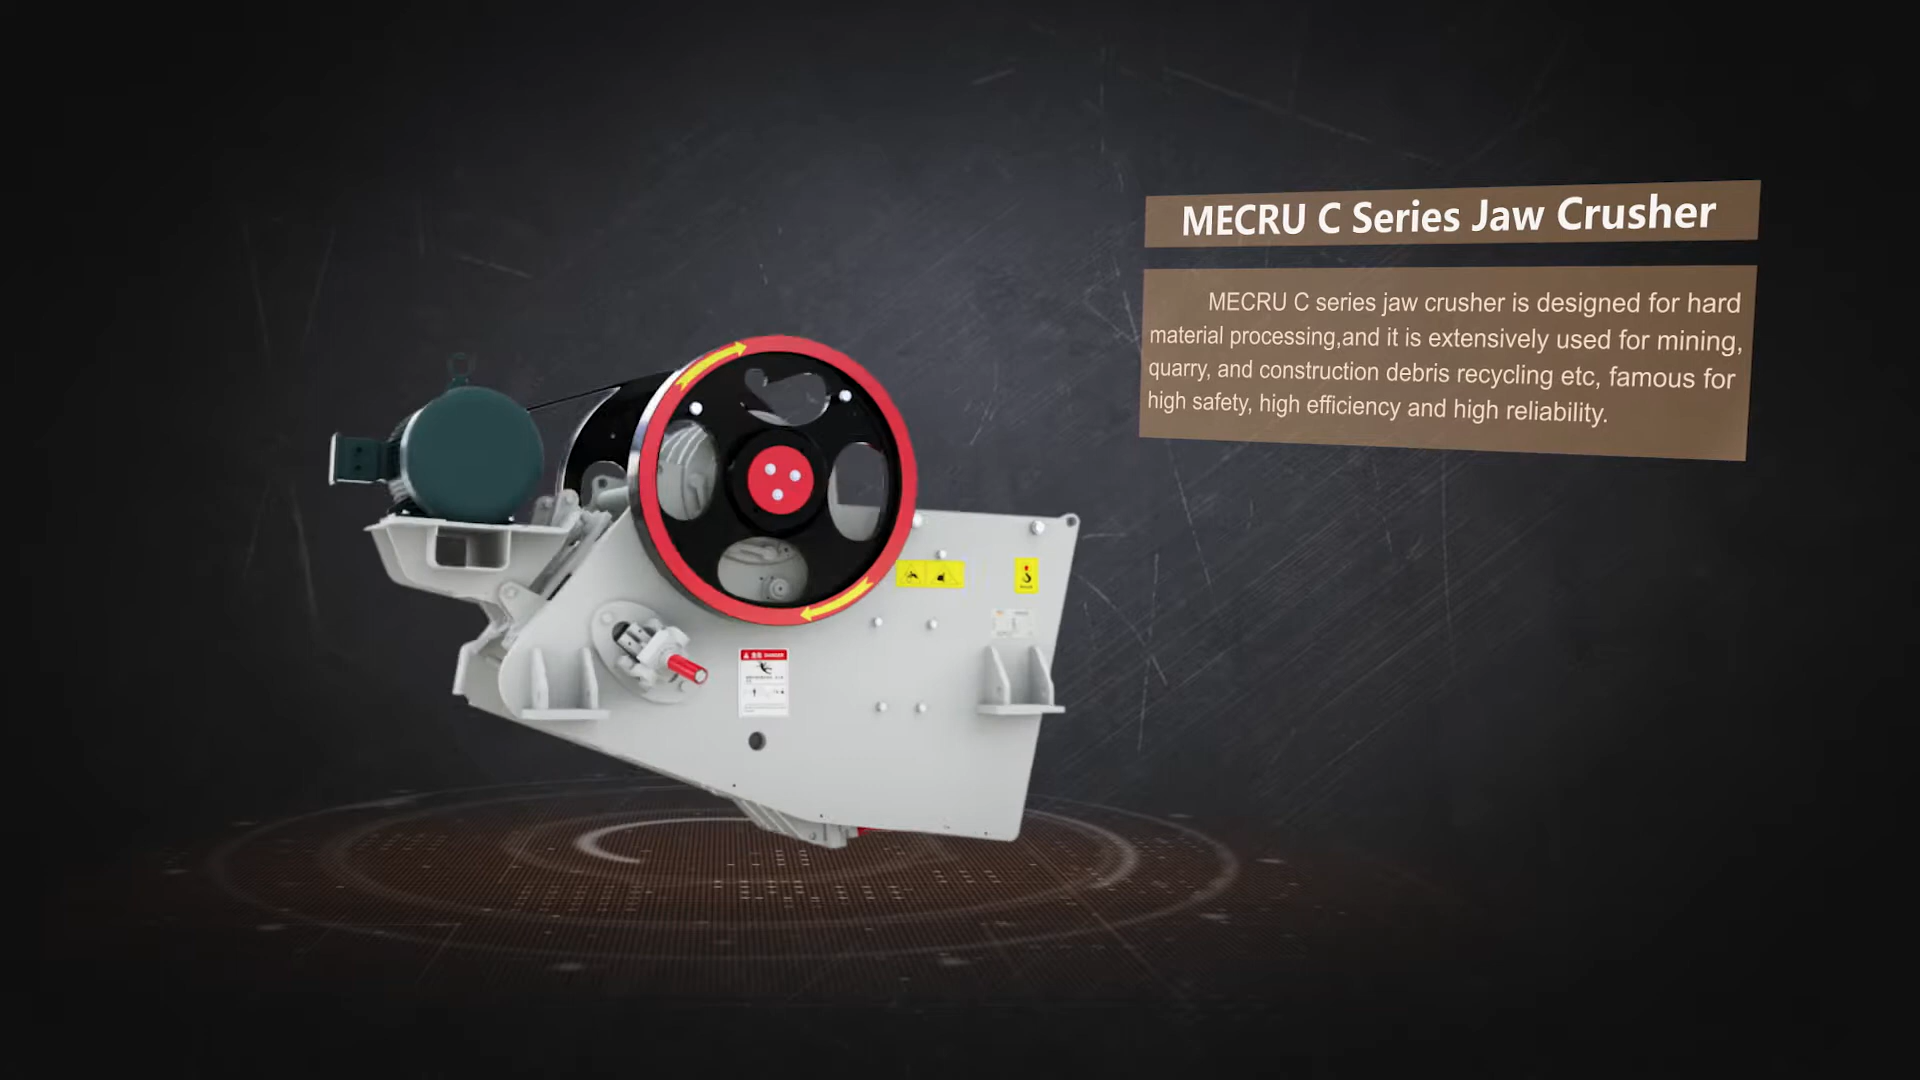 MECRU C Series Jaw Crusher
MECRU C series jaw crusher is designed for hard
material processing,and it is extensively used for mining,
quarry, and construction debris recycling etc, famous for
high safety, high efficiency and high reliability.
DANGER